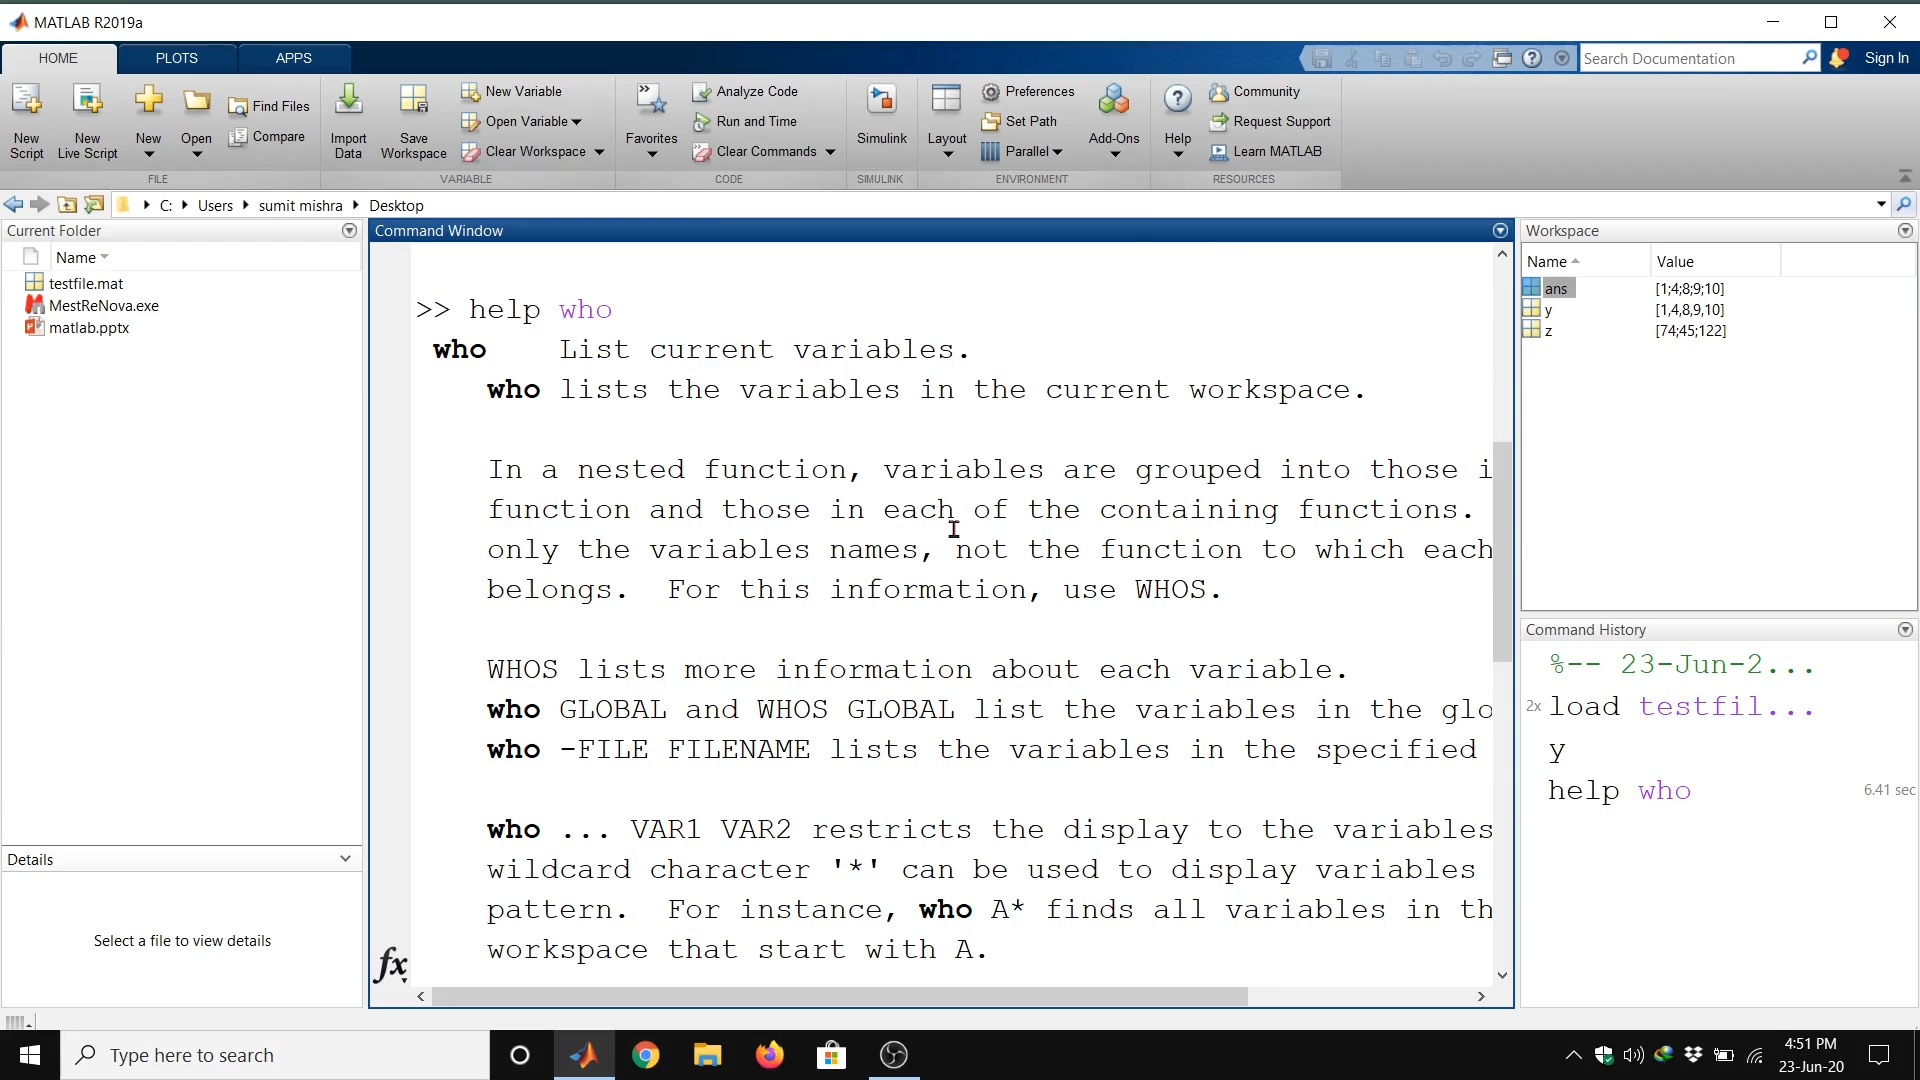 MATLAB R2019a
HOME PLOTS APPS
Search Documentation
Sign In
New Script
New Live Script
New
Open
Find Files
Compare
FILE
Import Data
Save Workspace
New Variable
Open Variable
Clear Workspace
VARIABLE
Favorites
Analyze Code
Run and Time
Clear Commands
CODE
Simulink
SIMULINK
Layout
Preferences
Set Path
Parallel
Add-Ons
ENVIRONMENT
Help
Community
Request Support
Learn MATLAB
RESOURCES
C: Users sumit mishra Desktop
Current Folder
Name
testfile.mat
MestReNova.exe
matlab.pptx
Details
Select a file to view details
Command Window
>> help who
who List current variables.
who lists the variables in the current workspace.
In a nested function, variables are grouped into those i
function and those in each of the containing functions.
only the variables names, not the function to which each
belongs. For this information, use WHOS.
WHOS lists more information about each variable.
who GLOBAL and WHOS GLOBAL list the variables in the glo
who -FILE FILENAME lists the variables in the specified
who ... VAR1 VAR2 restricts the display to the variables
wildcard character '*' can be used to display variables
pattern. For instance, who A* finds all variables in th
workspace that start with A.
fx
Workspace
Name Value
ans [1;4;8;9;10]
y [1,4,8,9,10]
z [74;45;122]
Command History
%-- 23-Jun-2...
2x load testfil...
y
help who 6.41 sec
Type here to search
4:51 PM
23-Jun-20